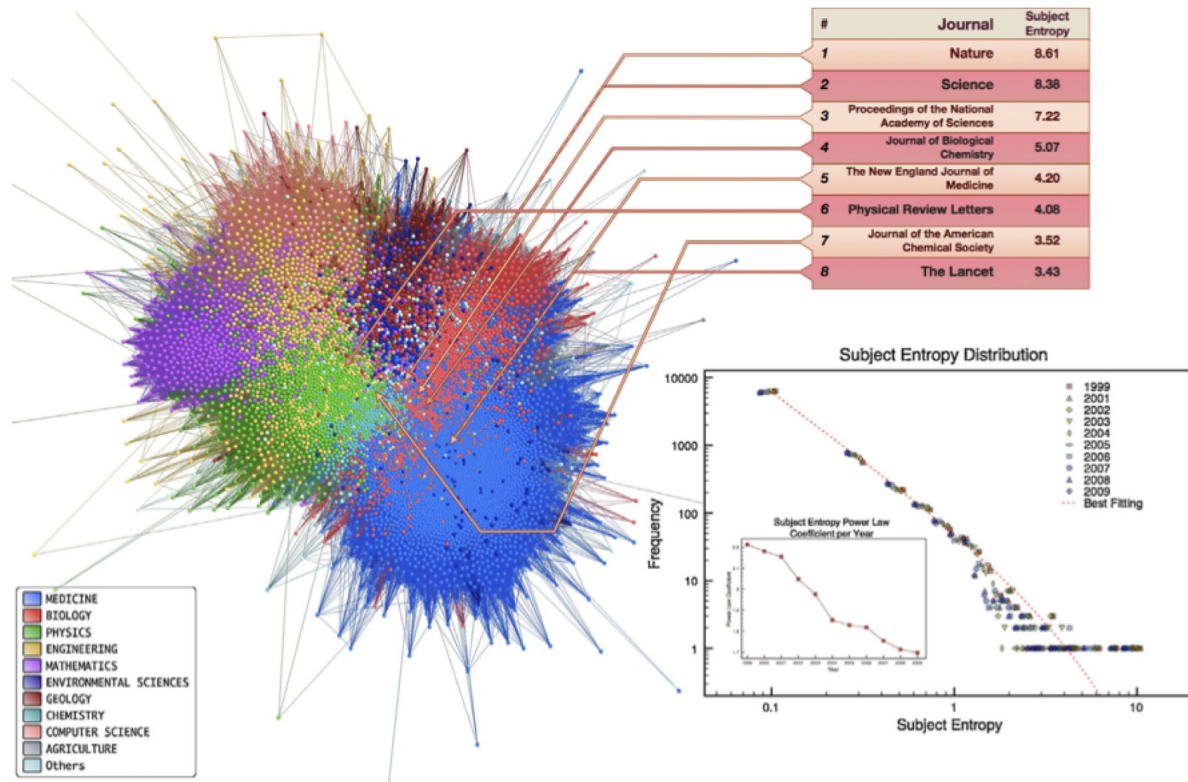 # Journal Subject
Entropy
1 Nature 8.61
2 Science 8.38
3 Proceedings of the National
Academy of Sciences 7.22
4 Journal of Biological
Chemistry 5.07
5 The New England Journal of
Medicine 4.20
6 Physical Review Letters 4.08
7 Journal of the American
Chemical Society 3.52
8 The Lancet 3.43
Subject Entropy Distribution
10000
1000
100
10
1
Frequency
0.1 1 10
Subject Entropy
1999
2001
2002
2003
2004
2005
2006
2007
2008
2009
Best Fitting
Subject Entropy Power Law
Coefficient per Year
Power Law Coefficient
Year
MEDICINE
BIOLOGY
PHYSICS
ENGINEERING
MATHEMATICS
ENVIRONMENTAL SCIENCES
GEOLOGY
CHEMISTRY
COMPUTER SCIENCE
AGRICULTURE
Others